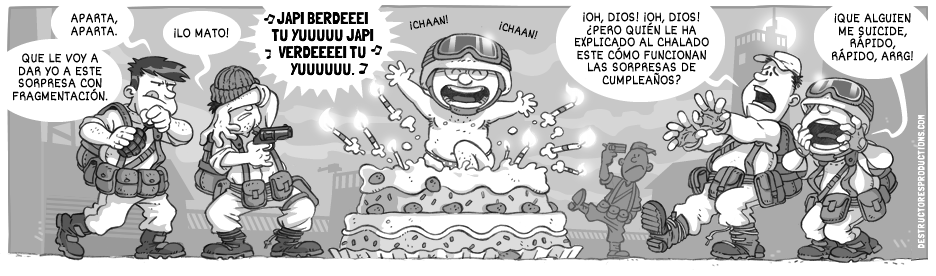 APARTA,
APARTA.
QUE LE VOY A
DAR YO A ESTE
SORPRESA CON
FRAGMENTACIÓN.
¡LO MATO!
JAPI BERDEEEI
TU YUUUUU JAPI
VERDEEEEI TU
YUUUUUU.
¡CHAAN!
¡CHAAN!
¡OH, DIOS! ¡OH, DIOS!
¿PERO QUIÉN LE HA
EXPLICADO AL CHALADO
ESTE CÓMO FUNCIONAN
LAS SORPRESAS DE
CUMPLEAÑOS?
¡QUE ALGUIEN
ME SUICIDE,
RÁPIDO,
RÁPIDO, ARRG!
DESTRUCTORESPRODUCTIONS.COM